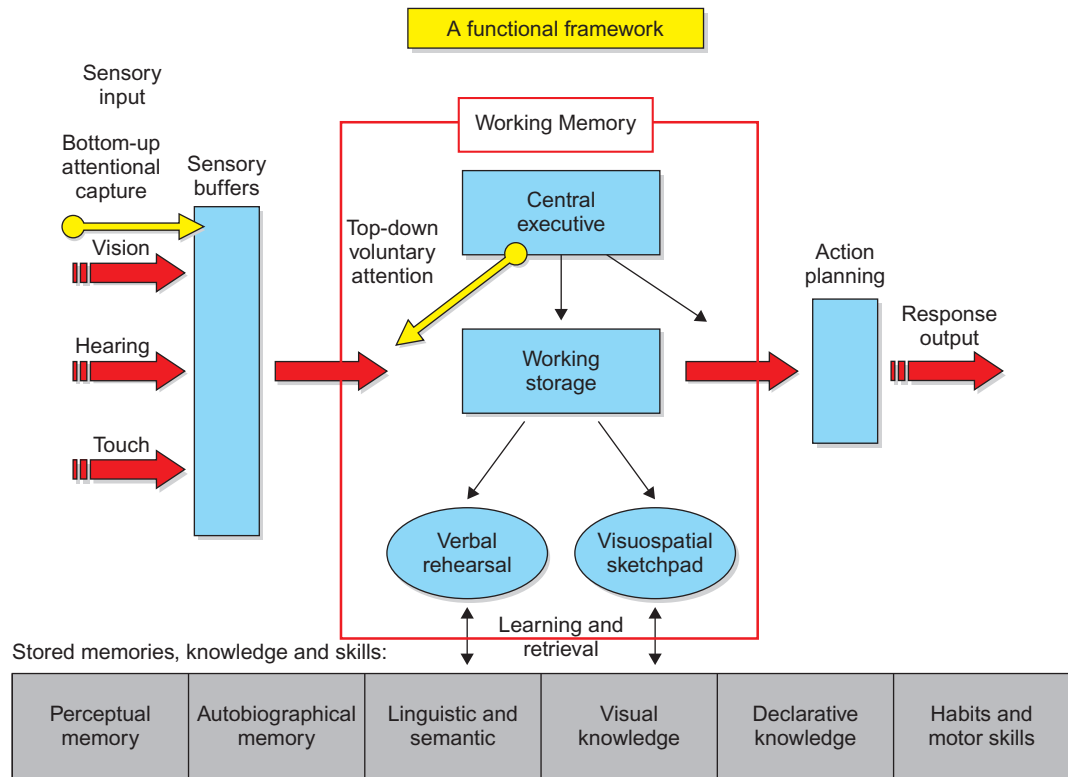 A functional framework
Sensory
input
Bottom-up
attentional
capture
Sensory
buffers
Vision
Hearing
Touch
Working Memory
Central
executive
Top-down
voluntary
attention
Working
storage
Verbal
rehearsal
Visuospatial
sketchpad
Action
planning
Response
output
Learning and
retrieval
Stored memories, knowledge and skills:
Perceptual
memory
Autobiographical
memory
Linguistic and
semantic
Visual
knowledge
Declarative
knowledge
Habits and
motor skills